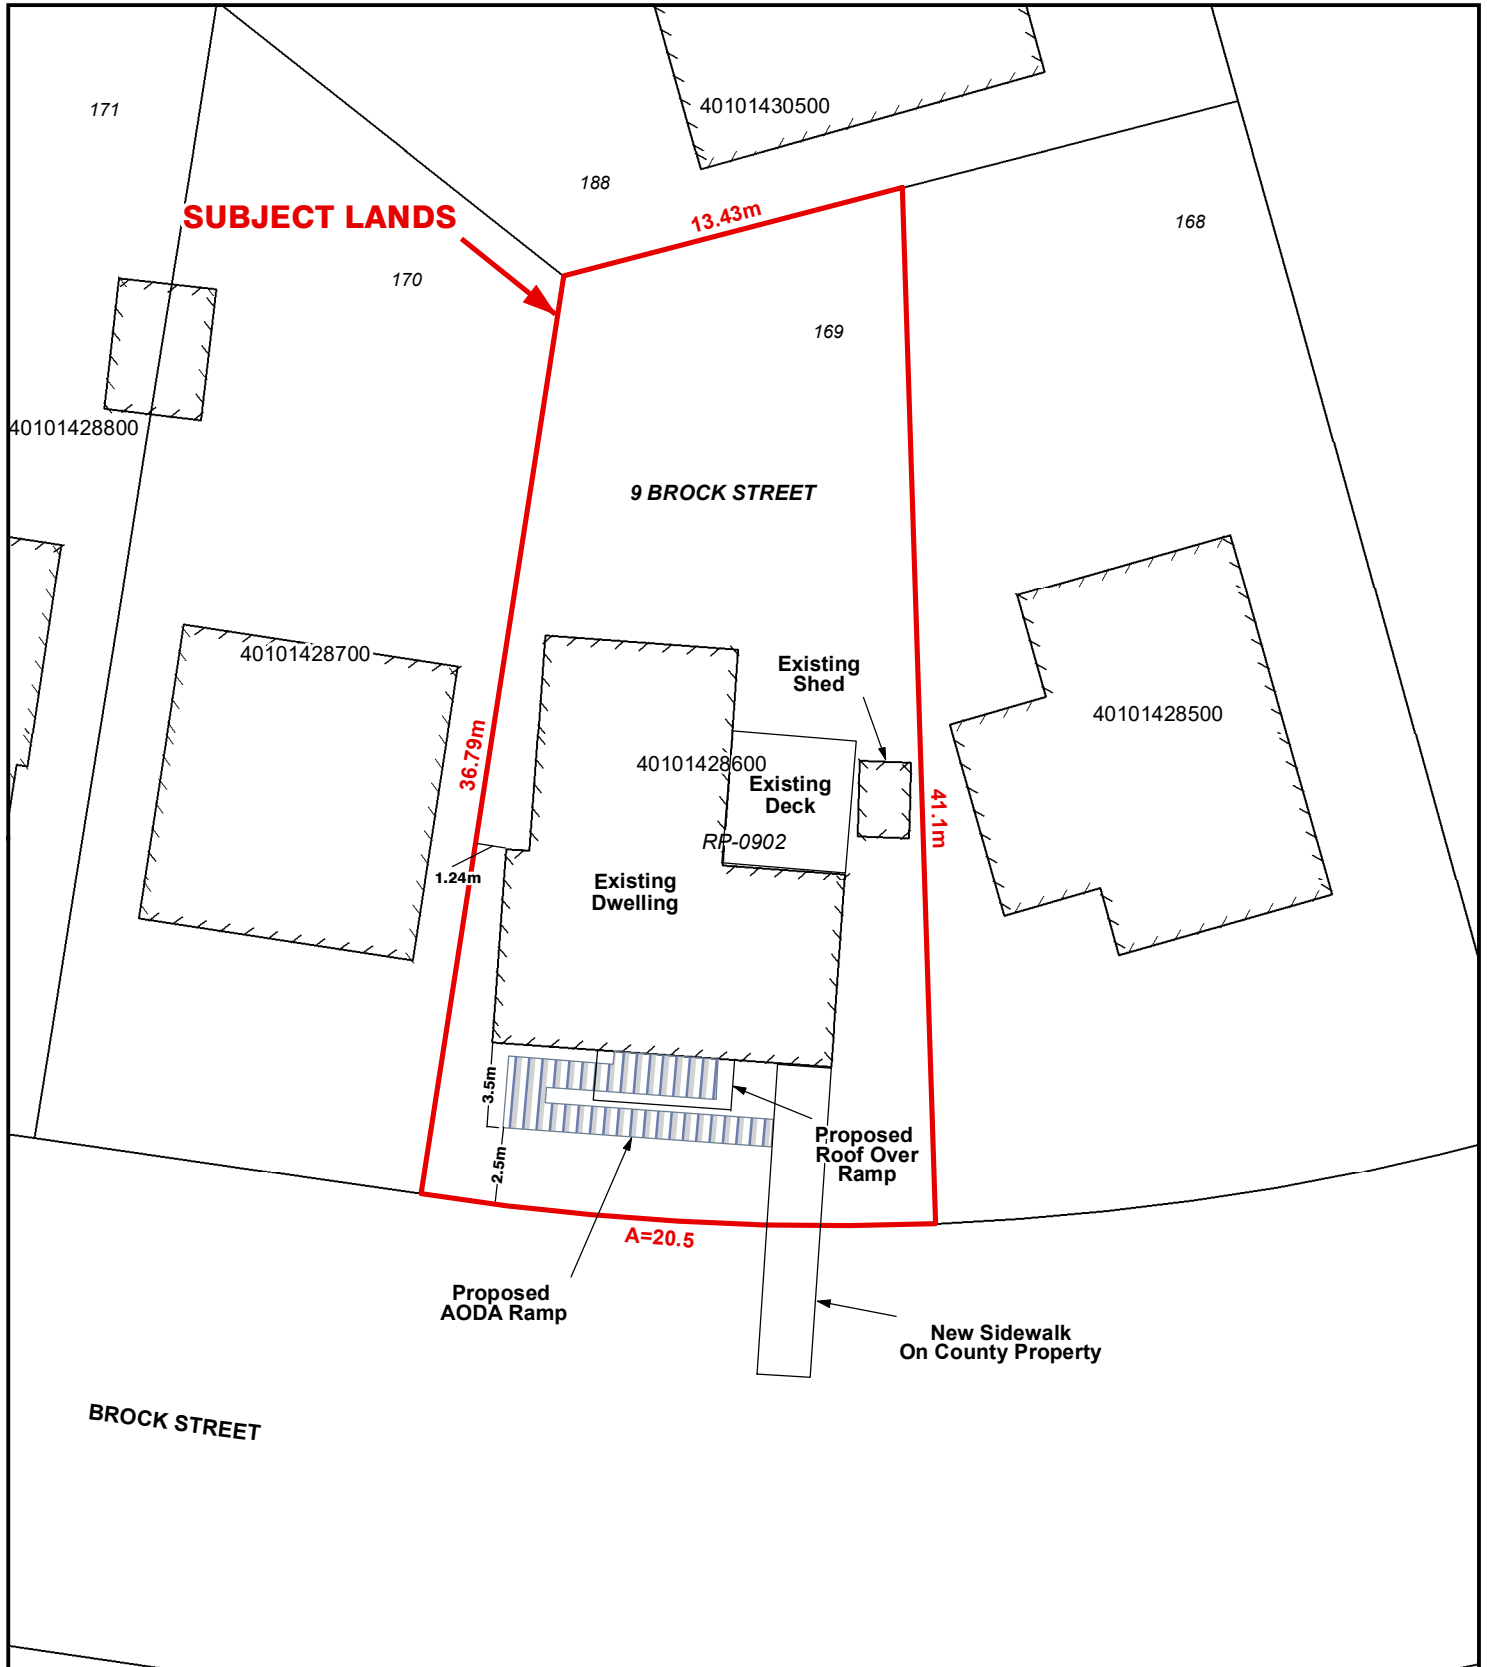 171
40101430500
188
SUBJECT LANDS
13.43m
168
170
169
40101428800
9 BROCK STREET
40101428700
Existing
Shed
40101428500
36.79m
40101428600
Existing
Deck
41.1m
RP-0902
1.24m
Existing
Dwelling
3.5m
Proposed
Roof Over
Ramp
2.5m
A=20.5
Proposed
AODA Ramp
New Sidewalk
On County Property
BROCK STREET